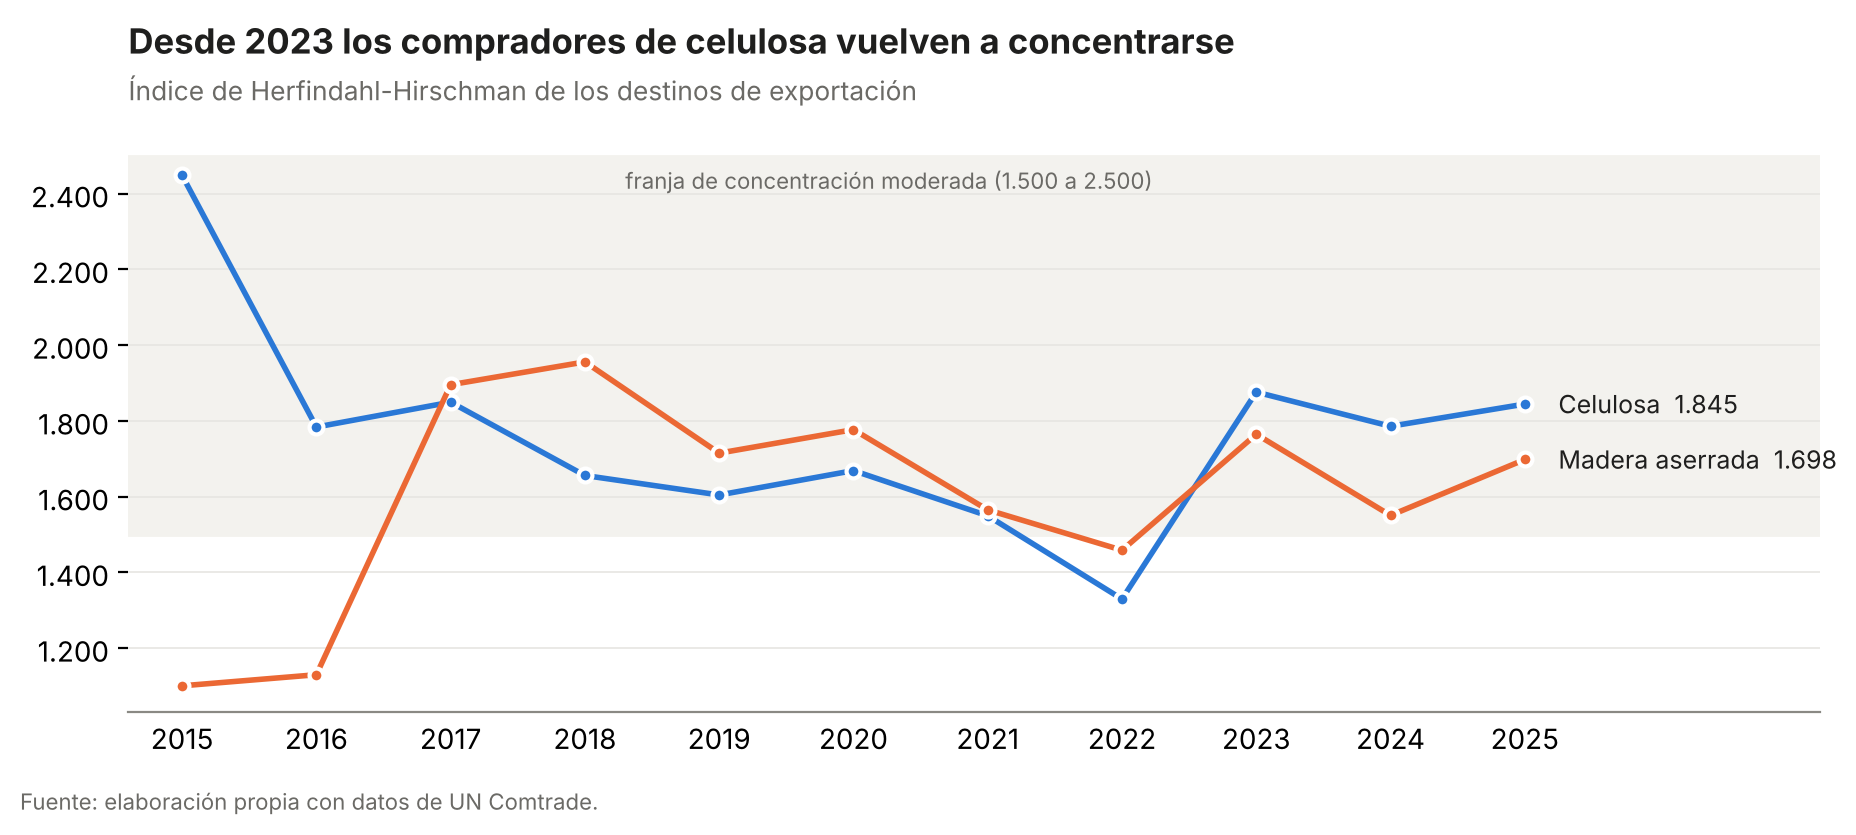 Desde 2023 los compradores de celulosa vuelven a concentrarse
Índice de Herfindahl-Hirschman de los destinos de exportación
franja de concentración moderada (1.500 a 2.500)
2.400
2.200
2.000
1.800
1.600
1.400
1.200
Celulosa 1.845
Madera aserrada 1.698
2015 2016 2017 2018 2019 2020 2021 2022 2023 2024 2025
Fuente: elaboración propia con datos de UN Comtrade.